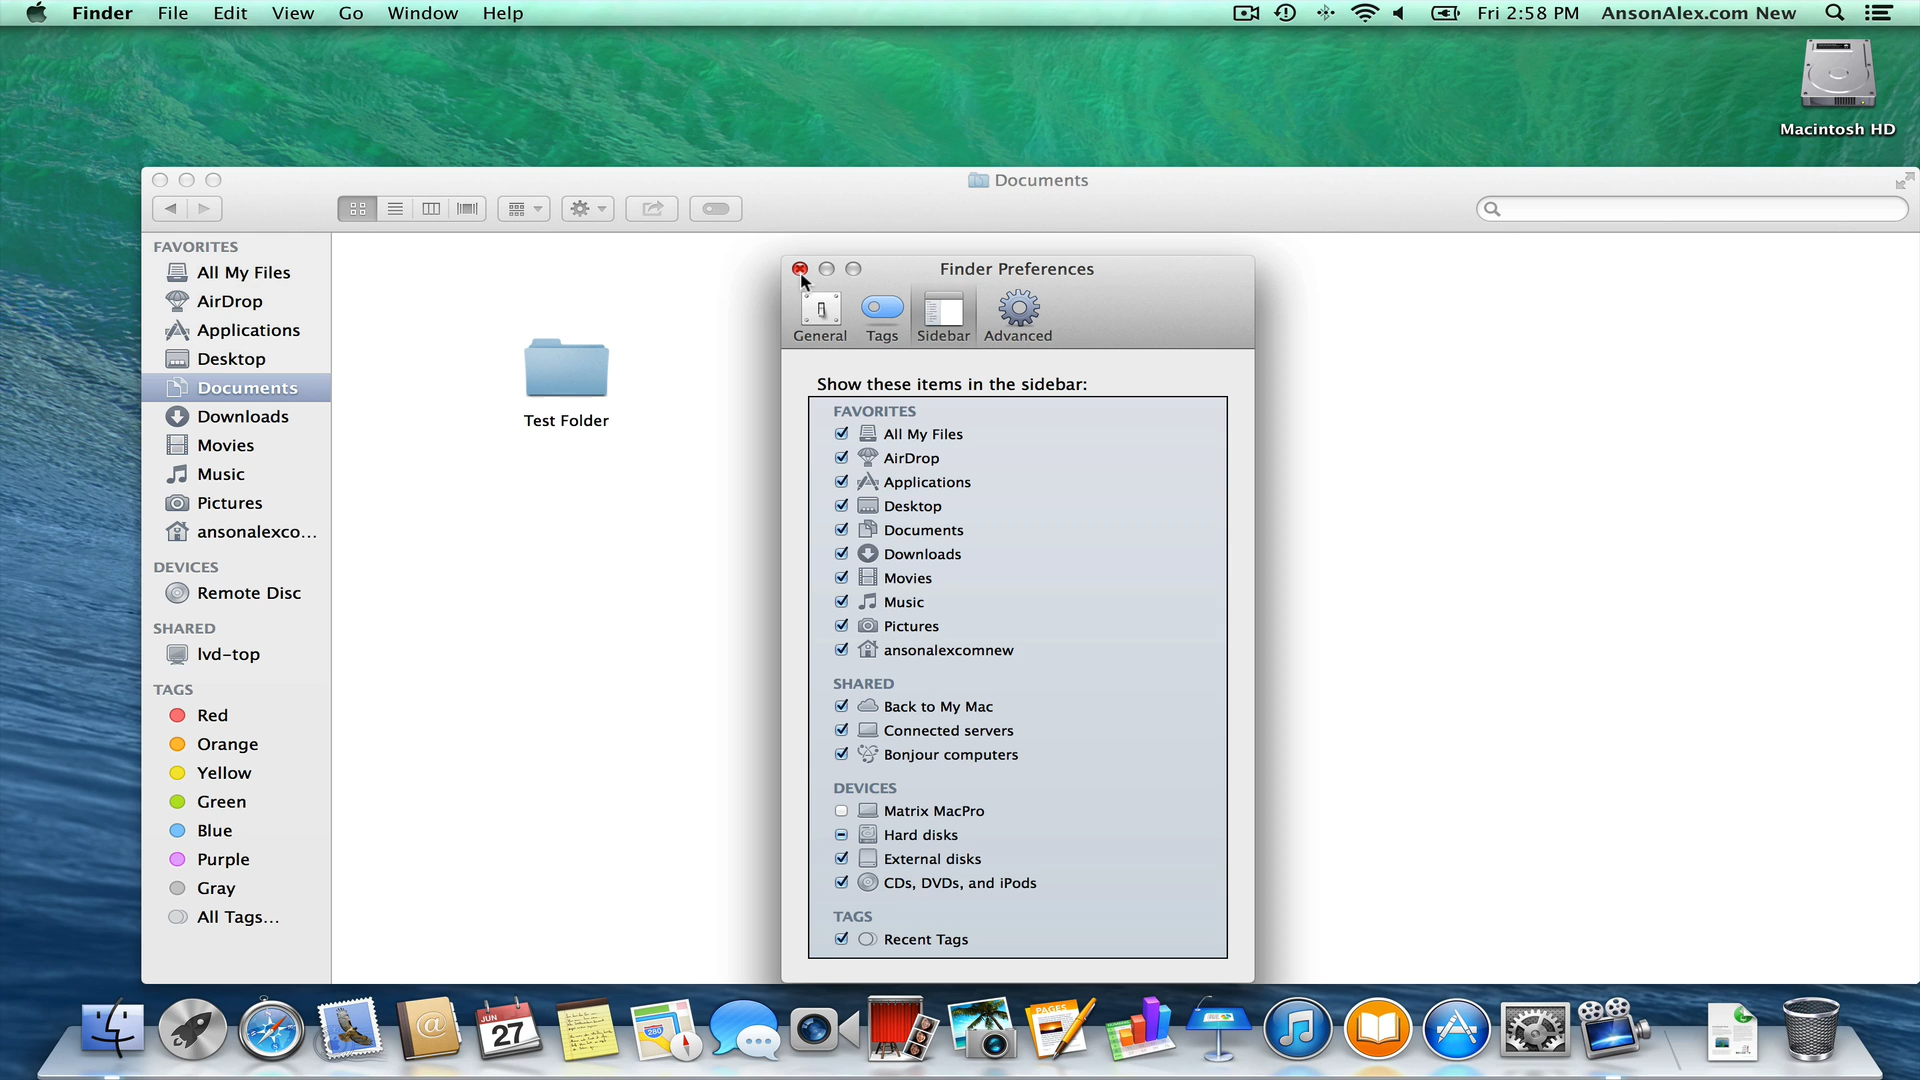 Finder File Edit View Go Window Help Fri 2:58 PM AnsonAlex.com New
Macintosh HD
Documents
FAVORITES
All My Files
AirDrop
Applications
Desktop
Documents
Downloads
Movies
Music
Pictures
ansonalexco...
DEVICES
Remote Disc
SHARED
lvd-top
TAGS
Red
Orange
Yellow
Green
Blue
Purple
Gray
All Tags...
Test Folder
Finder Preferences
General Tags Sidebar Advanced
Show these items in the sidebar:
FAVORITES
All My Files
AirDrop
Applications
Desktop
Documents
Downloads
Movies
Music
Pictures
ansonalexcomnew
SHARED
Back to My Mac
Connected servers
Bonjour computers
DEVICES
Matrix MacPro
Hard disks
External disks
CDs, DVDs, and iPods
TAGS
Recent Tags
JUN
27
280
PAGES